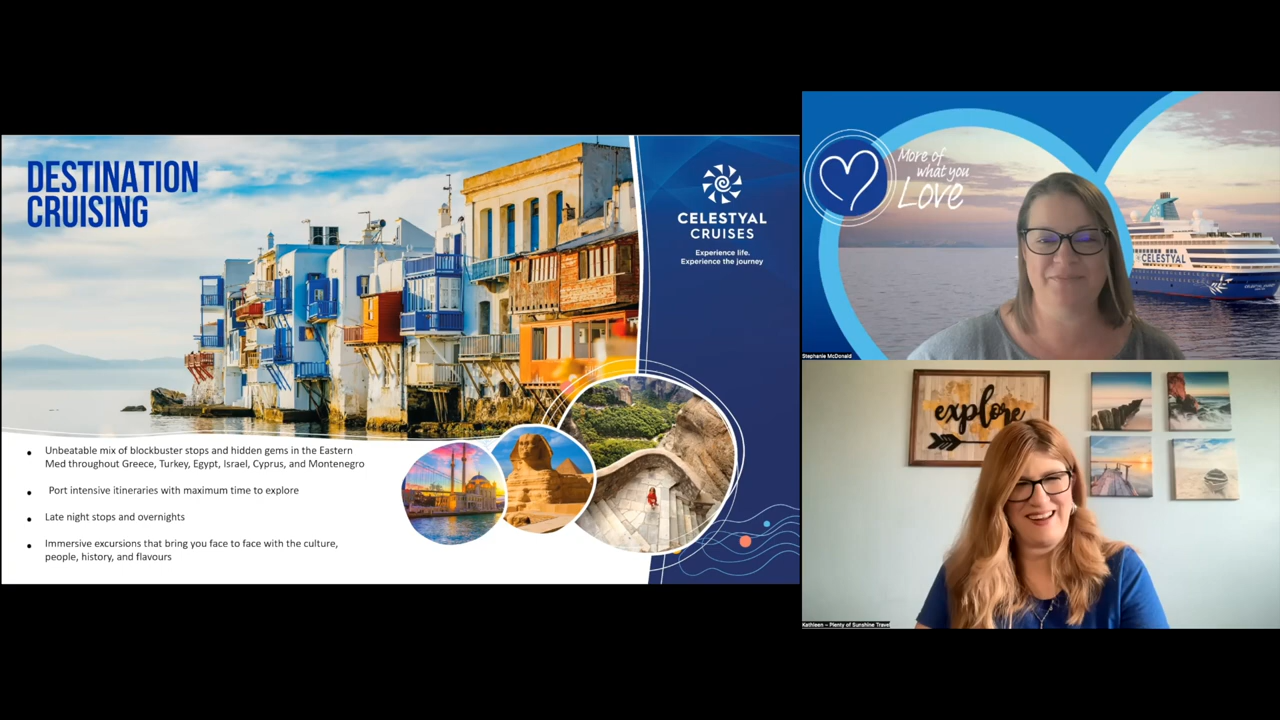 DESTINATION
CRUISING
CELESTYAL
CRUISES
Experience life.
Experience the journey
• Unbeatable mix of blockbuster stops and hidden gems in the Eastern
Med throughout Greece, Turkey, Egypt, Israel, Cyprus, and Montenegro
• Port intensive itineraries with maximum time to explore
• Late night stops and overnights
• Immersive excursions that bring you face to face with the culture,
people, history, and flavours
More of
what you
Love
CELESTYAL
Stephanie McDonald
explore
Kathleen – Plenty of Sunshine Travel